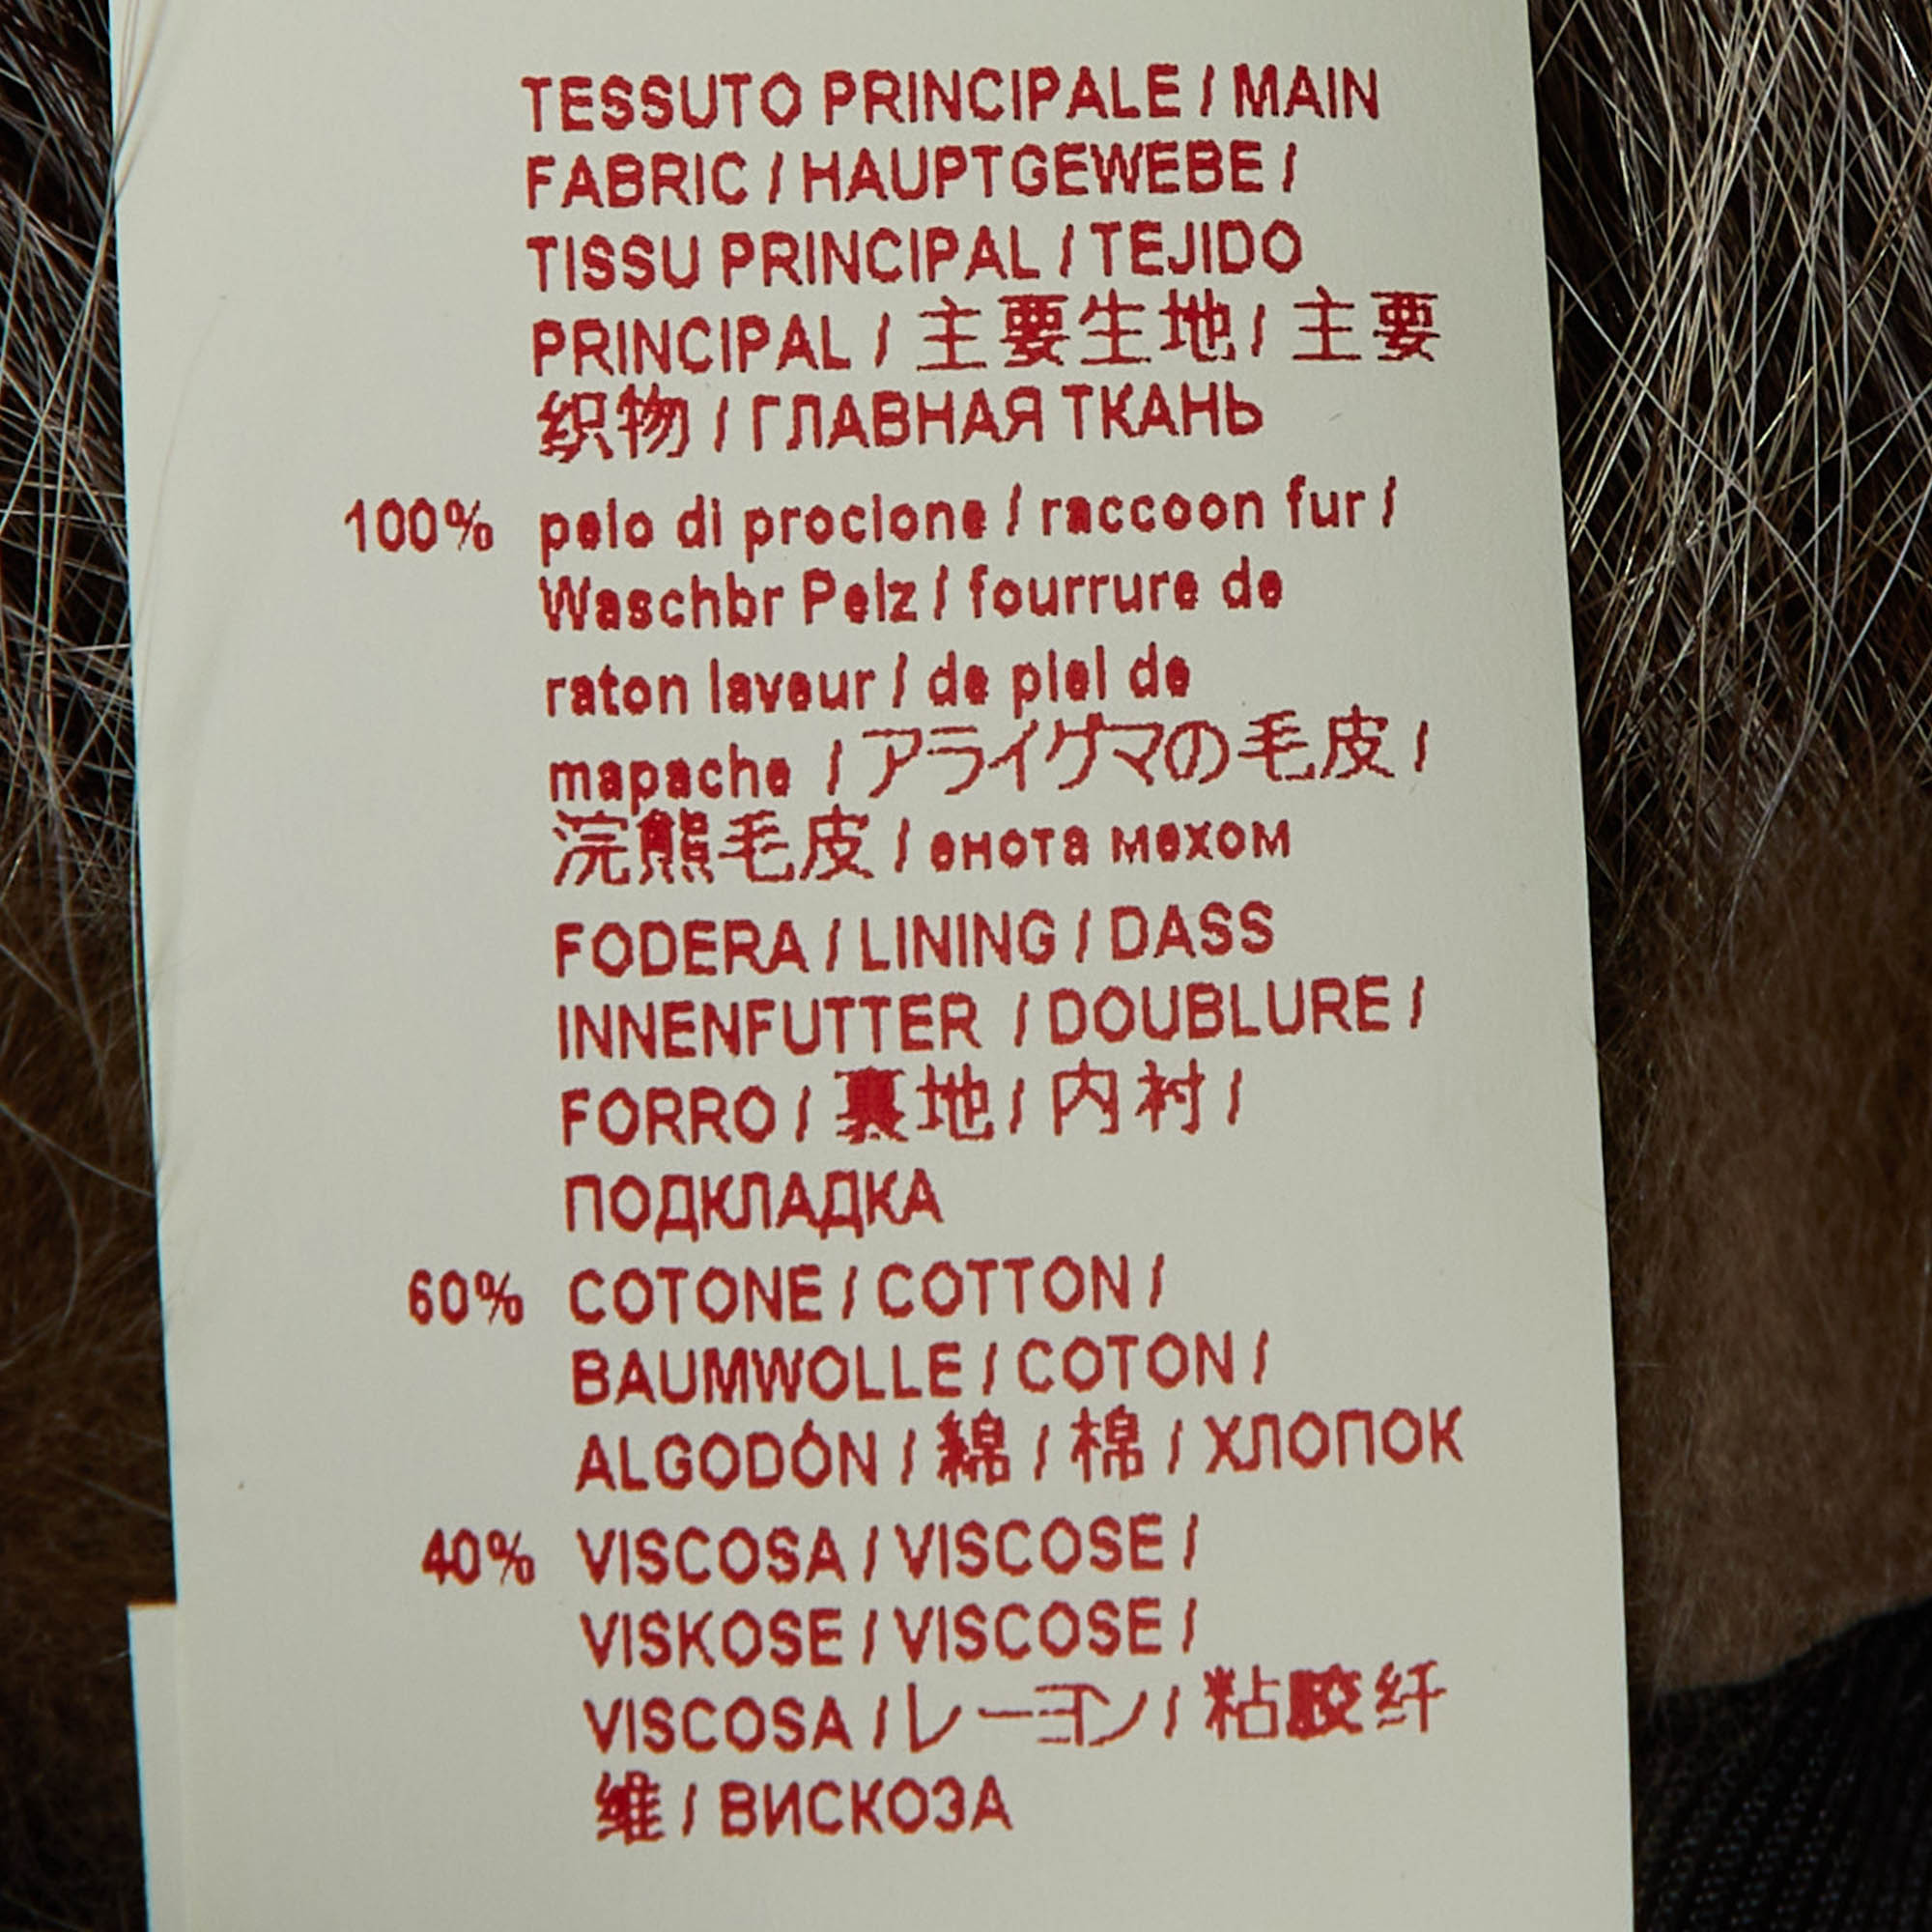 TESSUTO PRINCIPALE / MAIN
FABRIC / HAUPTGEWEBE /
TISSU PRINCIPAL / TEJIDO
PRINCIPAL / 主要生地 / 主要
织物 / ГЛАВНАЯ ТКАНЬ
100% pelo di procione / raccoon fur /
Waschbr Pelz / fourrure de
raton laveur / de piel de
mapache / アライグマの毛皮 /
浣熊毛皮 / енота мехом
FODERA / LINING / DASS
INNENFUTTER / DOUBLURE /
FORRO / 裏地 / 内衬 /
ПОДКЛАДКА
60% COTONE / COTTON /
BAUMWOLLE / COTON /
ALGODÓN / 綿 / 棉 / ХЛОПОК
40% VISCOSA / VISCOSE /
VISKOSE / VISCOSE /
VISCOSA / レーヨン / 粘胶纤
维 / ВИСКОЗА